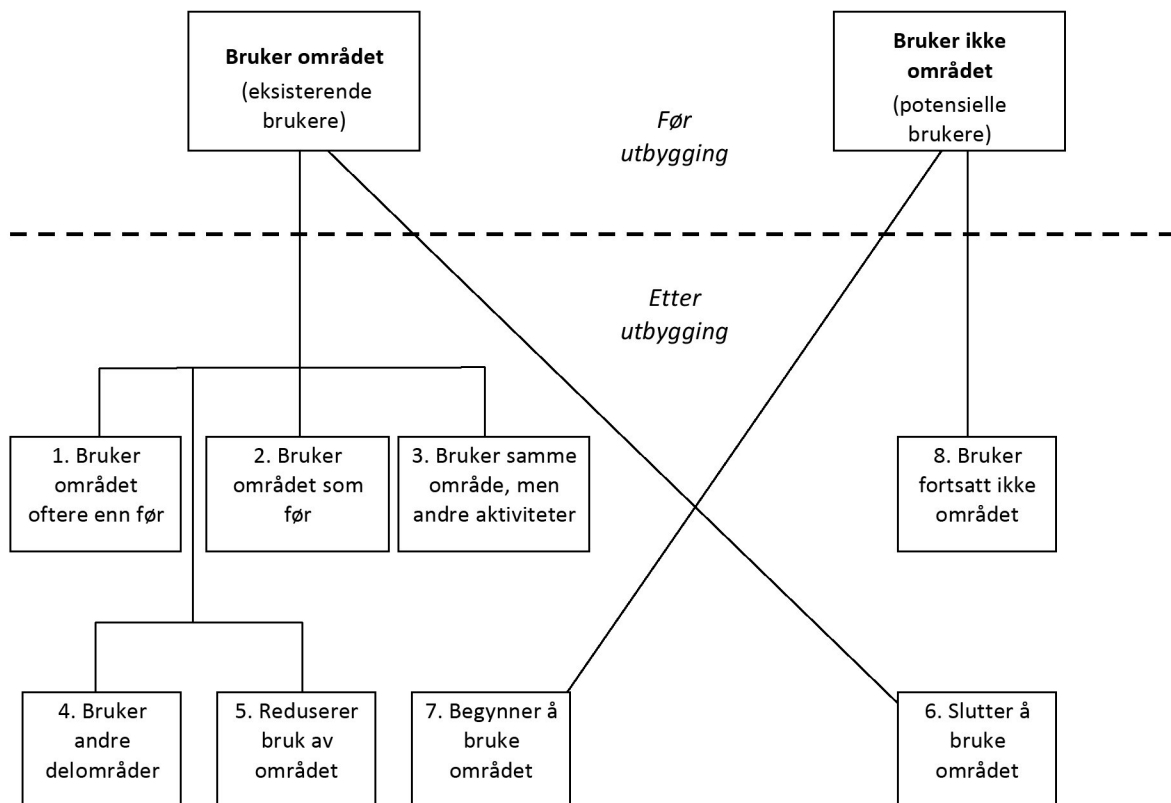 Bruker området
(eksisterende
brukere)
Bruker ikke
området
(potensielle
brukere)
Før
utbygging
Etter
utbygging
1. Bruker
området
oftere enn før
2. Bruker
området som
før
3. Bruker samme
område, men
andre aktiviteter
8. Bruker
fortsatt ikke
området
4. Bruker
andre
delområder
5. Reduserer
bruk av
området
7. Begynner å
bruke
området
6. Slutter å
bruke
området